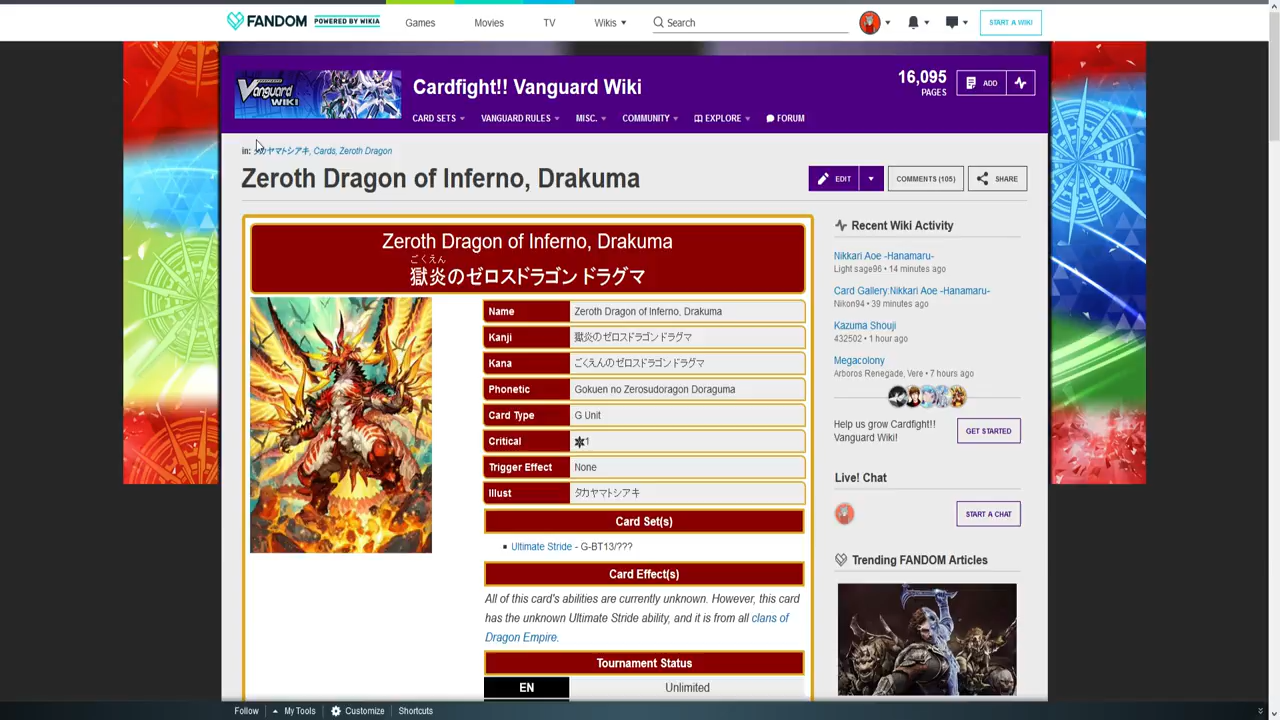 FANDOM POWERED BY WIKIA Games Movies TV Wikis Search START A WIKI
Vanguard WIKI
Cardfight!! Vanguard Wiki
16,095 PAGES
ADD
CARD SETS VANGUARD RULES MISC. COMMUNITY EXPLORE FORUM
in: タカヤマトシアキ, Cards, Zeroth Dragon
Zeroth Dragon of Inferno, Drakuma
EDIT COMMENTS (105) SHARE
Zeroth Dragon of Inferno, Drakuma
ごくえん
獄炎のゼロスドラゴン ドラグマ
Name Zeroth Dragon of Inferno, Drakuma
Kanji 獄炎のゼロスドラゴン ドラグマ
Kana ごくえんのゼロスドラゴン ドラグマ
Phonetic Gokuen no Zerosudoragon Doraguma
Card Type G Unit
Critical 1
Trigger Effect None
Illust タカヤマトシアキ
Card Set(s)
Ultimate Stride - G-BT13/???
Card Effect(s)
All of this card's abilities are currently unknown. However, this card
has the unknown Ultimate Stride ability, and it is from all clans of
Dragon Empire.
Tournament Status
EN Unlimited
Recent Wiki Activity
Nikkari Aoe -Hanamaru-
Light sage96 • 14 minutes ago
Card Gallery:Nikkari Aoe -Hanamaru-
Nikon94 • 39 minutes ago
Kazuma Shouji
432502 • 1 hour ago
Megacolony
Arboros Renegade, Vere • 7 hours ago
Help us grow Cardfight!!
Vanguard Wiki!
GET STARTED
Live! Chat
START A CHAT
Trending FANDOM Articles
Follow My Tools Customize Shortcuts